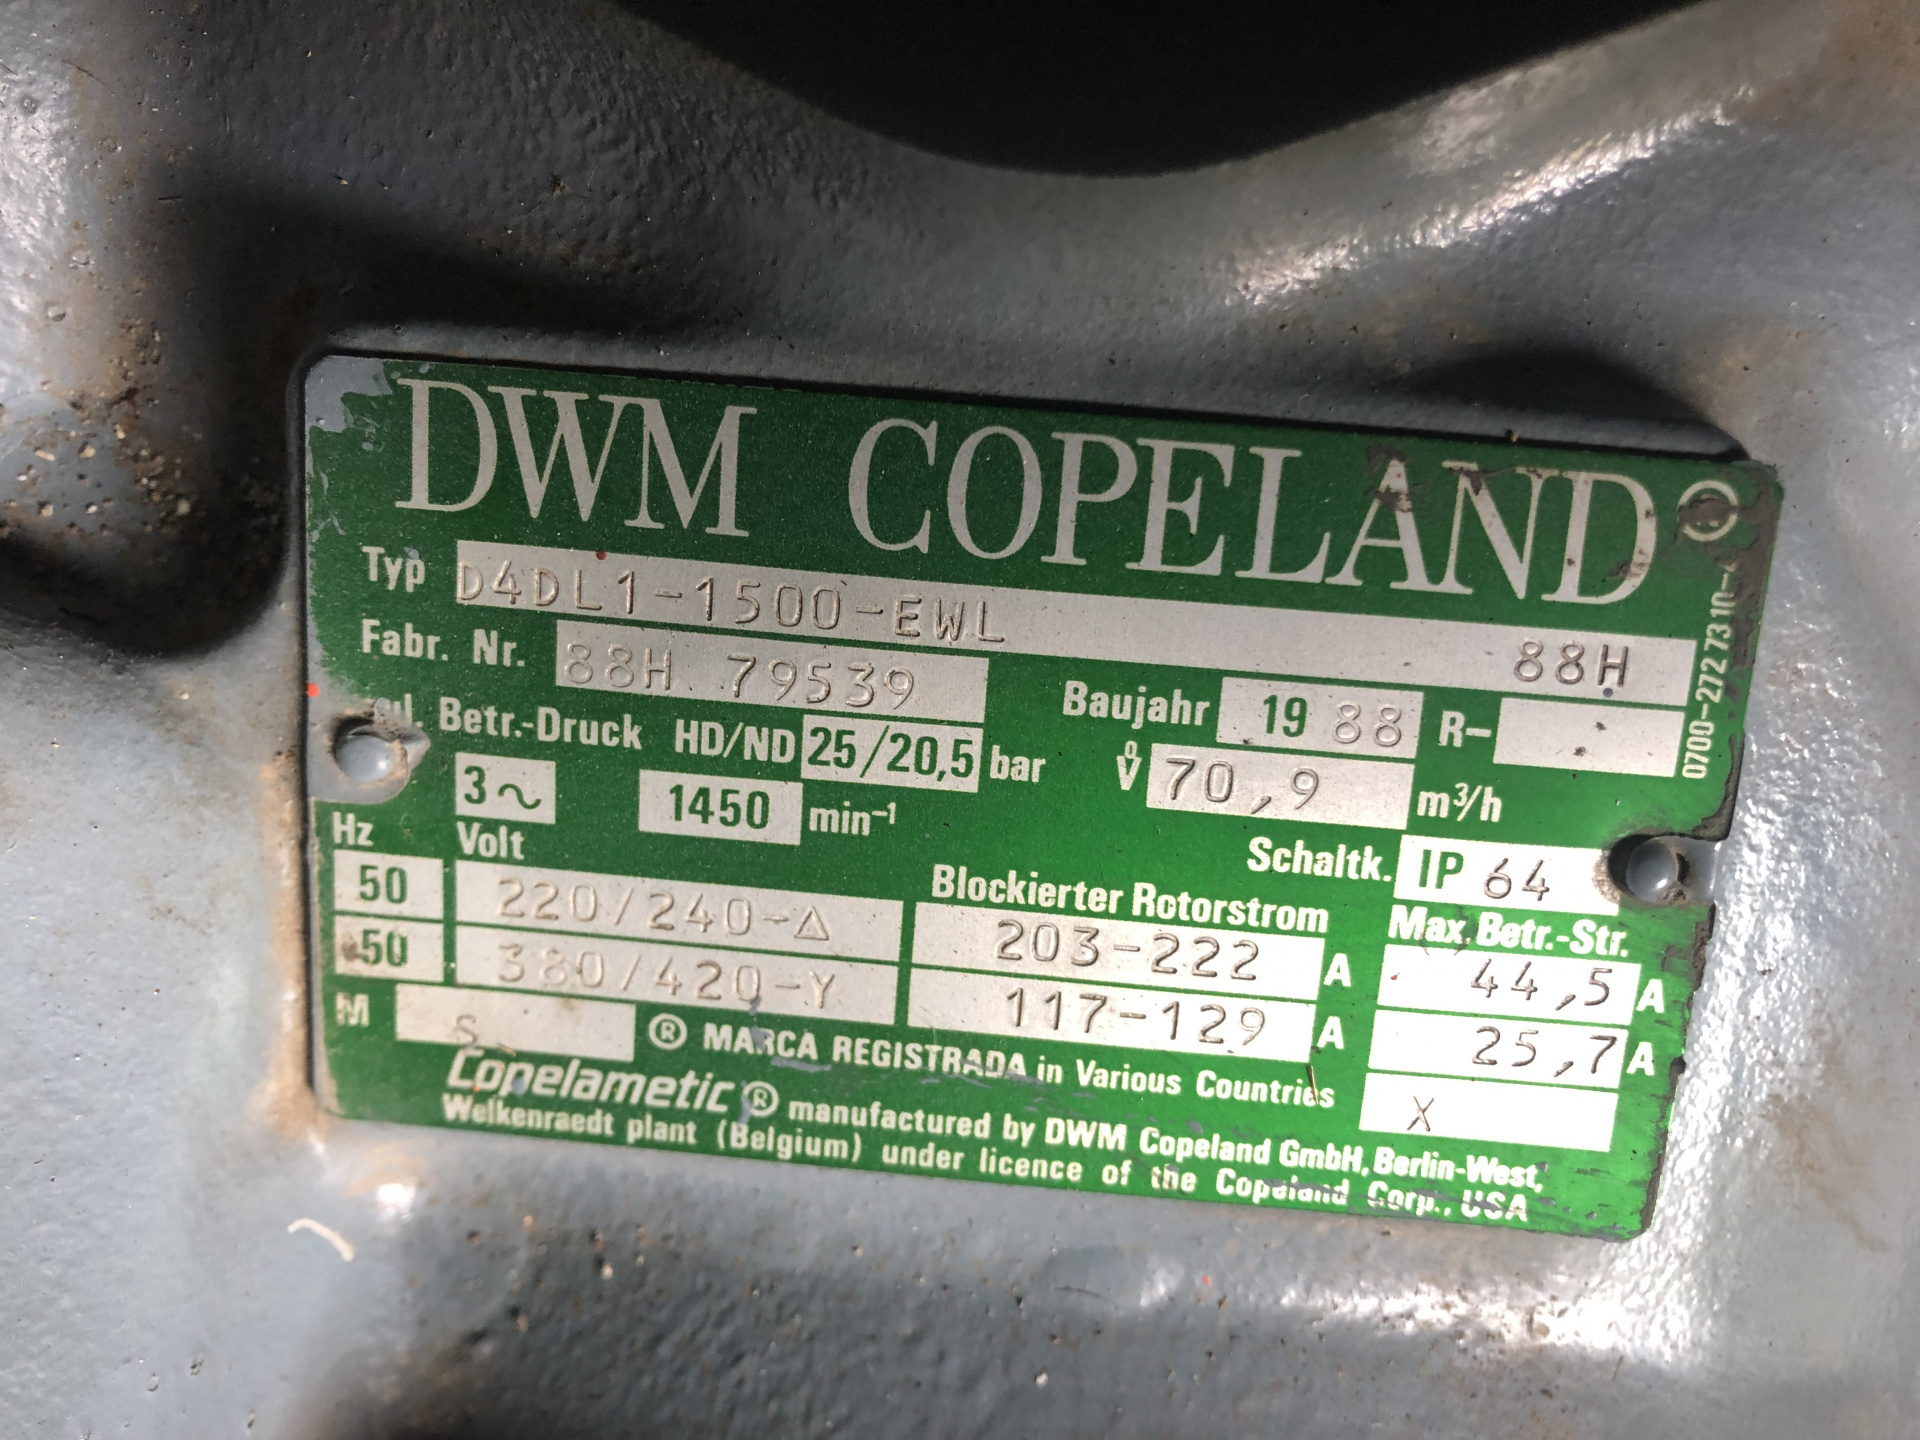 DWM COPELAND
Typ D4DL1-1500-EWL 88H
Fabr. Nr. 88H 79539 Baujahr 19 88 R-
Betr.-Druck HD/ND 25/20,5 bar V 70,9 m³/h
3~ 1450 min⁻¹ Schaltk. IP 64
Hz Volt Blockierter Rotorstrom Max. Betr.-Str.
50 220/240-Δ 203-222 A 44,5 A
50 380/420-Y 117-129 A 25,7 A
M S ® MARCA REGISTRADA in Various Countries X
Copelametic® manufactured by DWM Copeland GmbH, Berlin-West,
Welkenraedt plant (Belgium) under licence of the Copeland Corp., USA
0700-272 73 10-